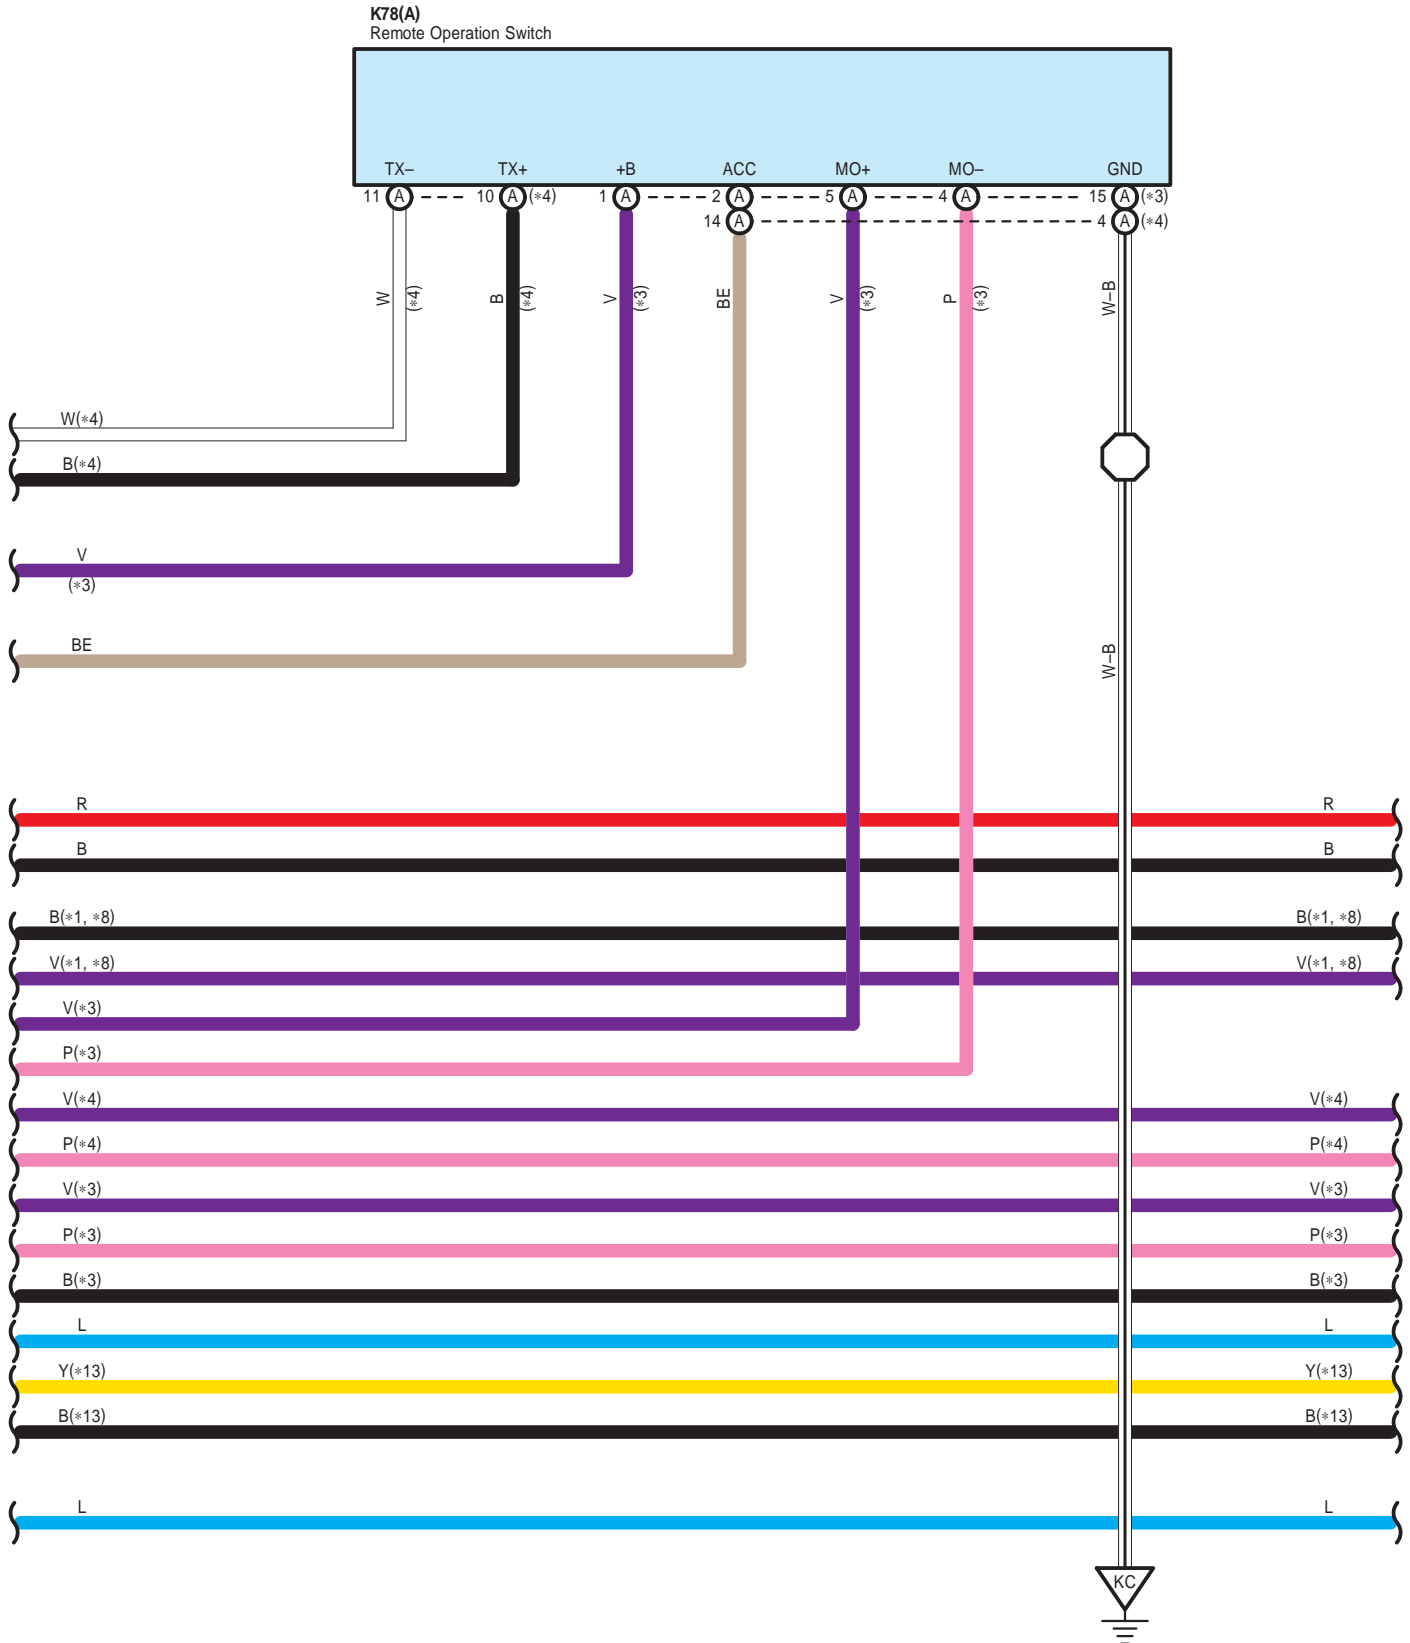 K78(A)
Remote Operation Switch
TX– TX+ +B ACC MO+ MO– GND
11 A 10 A (*4) 1 A 2 A 5 A 4 A 15 A (*3)
14 A 4 A (*4)
W (*4) B (*4) V (*3) BE V (*3) P (*3) W–B
W(*4)
B(*4)
V
(*3)
BE
W–B
R R
B B
B(*1, *8) B(*1, *8)
V(*1, *8) V(*1, *8)
V(*3)
P(*3)
V(*4) V(*4)
P(*4) P(*4)
V(*3) V(*3)
P(*3) P(*3)
B(*3) B(*3)
L L
Y(*13) Y(*13)
B(*13) B(*13)
L L
KC